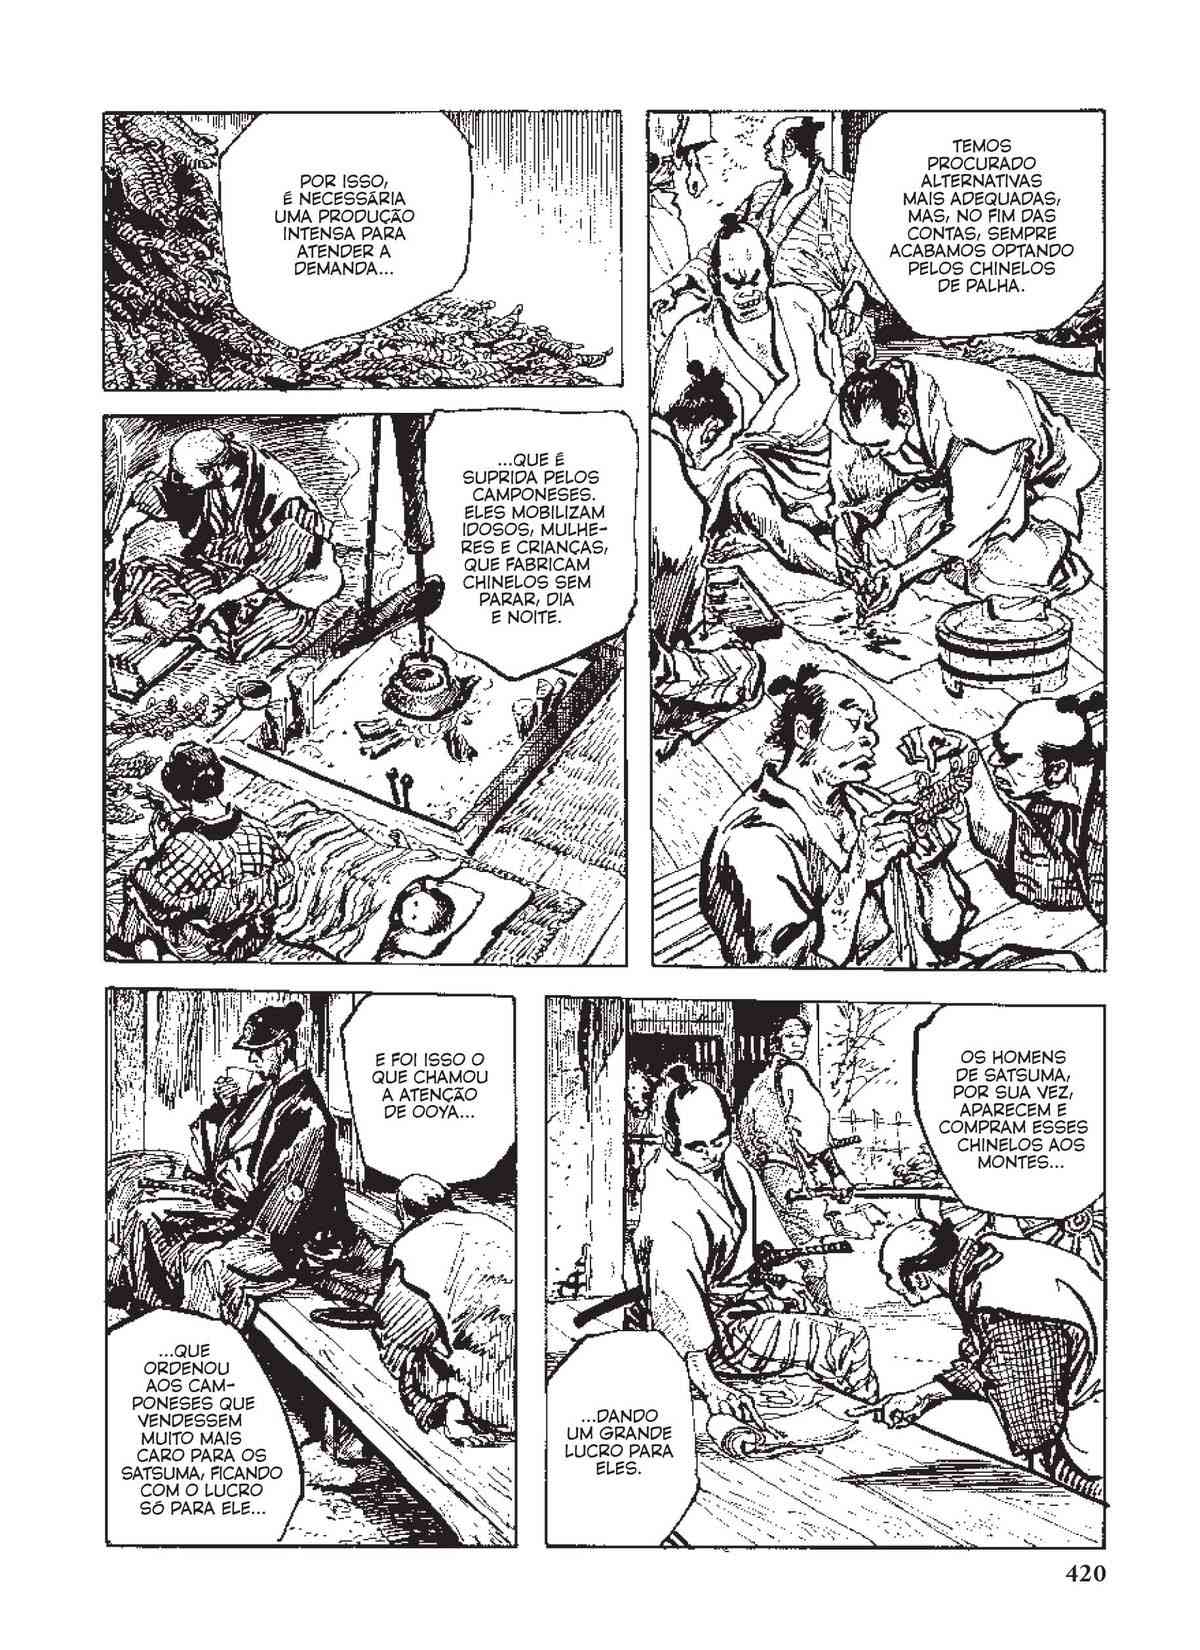 TEMOS
PROCURADO
ALTERNATIVAS
MAIS ADEQUADAS,
MAS, NO FIM DAS
CONTAS, SEMPRE
ACABAMOS OPTANDO
PELOS CHINELOS
DE PALHA.
POR ISSO,
É NECESSÁRIA
UMA PRODUÇÃO
INTENSA PARA
ATENDER A
DEMANDA...
...QUE É
SUPRIDA PELOS
CAMPONESES.
ELES MOBILIZAM
IDOSOS, MULHE-
RES E CRIANÇAS,
QUE FABRICAM
CHINELOS SEM
PARAR, DIA
E NOITE.
OS HOMENS
DE SATSUMA,
POR SUA VEZ,
APARECEM E
COMPRAM ESSES
CHINELOS AOS
MONTES...
...DANDO
UM GRANDE
LUCRO PARA
ELES.
E FOI ISSO O
QUE CHAMOU
A ATENÇÃO
DE OOYA...
...QUE
ORDENOU
AOS CAM-
PONESES QUE
VENDESSEM
MUITO MAIS
CARO PARA OS
SATSUMA, FICANDO
COM O LUCRO
SÓ PARA ELE...
420